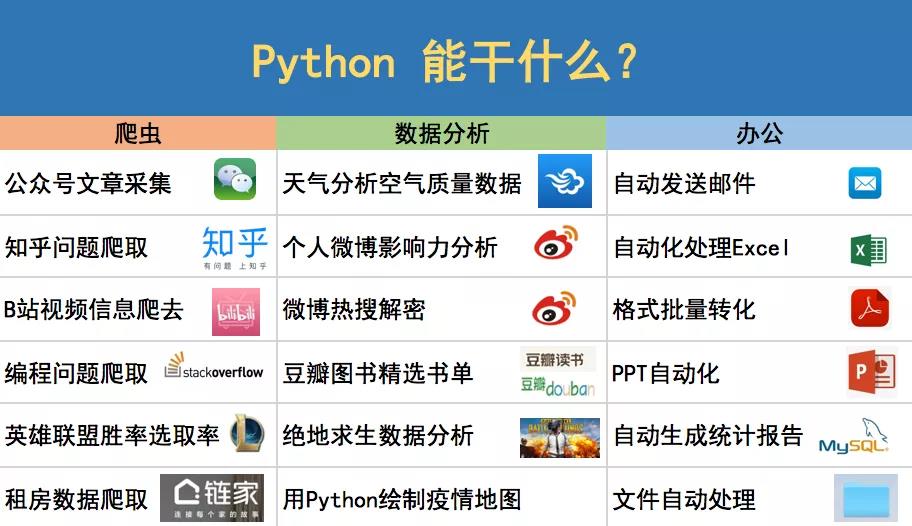 Python 能干什么?
爬虫 数据分析 办公
公众号文章采集 天气分析空气质量数据 自动发送邮件
知乎问题爬取 知乎 有问题 上知乎 个人微博影响力分析 自动化处理Excel X
B站视频信息爬去 bilibili 微博热搜解密 格式批量转化
编程问题爬取 stackoverflow 豆瓣图书精选书单 豆瓣读书 豆瓣douban PPT自动化 P
英雄联盟胜率选取率 L 绝地求生数据分析 自动生成统计报告 MySQL
租房数据爬取 链家 连接每个家的故事 用Python绘制疫情地图 文件自动处理